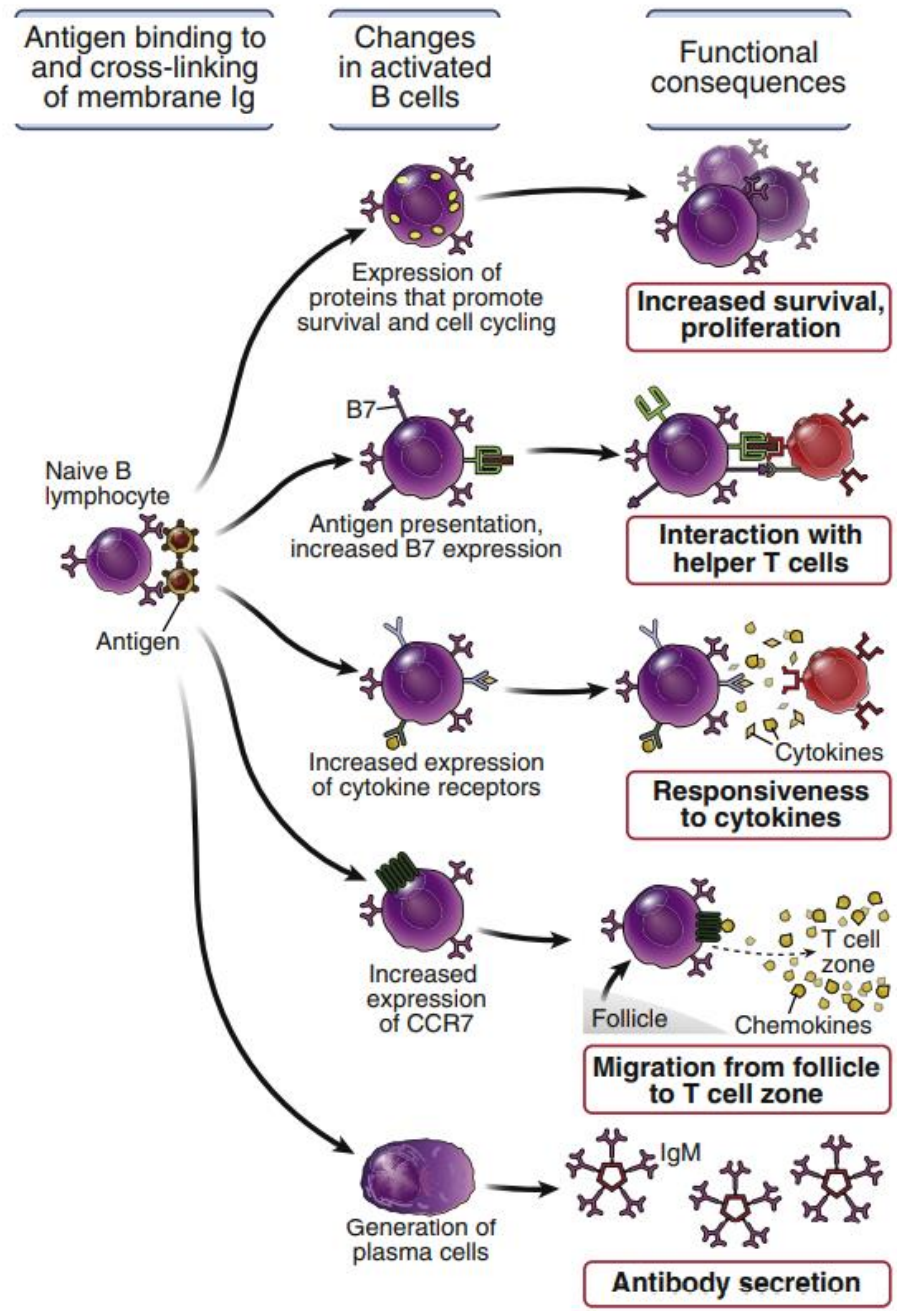 Antigen binding to
and cross-linking
of membrane Ig
Changes
in activated
B cells
Functional
consequences
Expression of
proteins that promote
survival and cell cycling
Increased survival,
proliferation
B7
Naive B
lymphocyte
Antigen
Antigen presentation,
increased B7 expression
Interaction with
helper T cells
Increased expression
of cytokine receptors
Cytokines
Responsiveness
to cytokines
Increased
expression
of CCR7
T cell
zone
Follicle
Chemokines
Migration from follicle
to T cell zone
Generation of
plasma cells
IgM
Antibody secretion